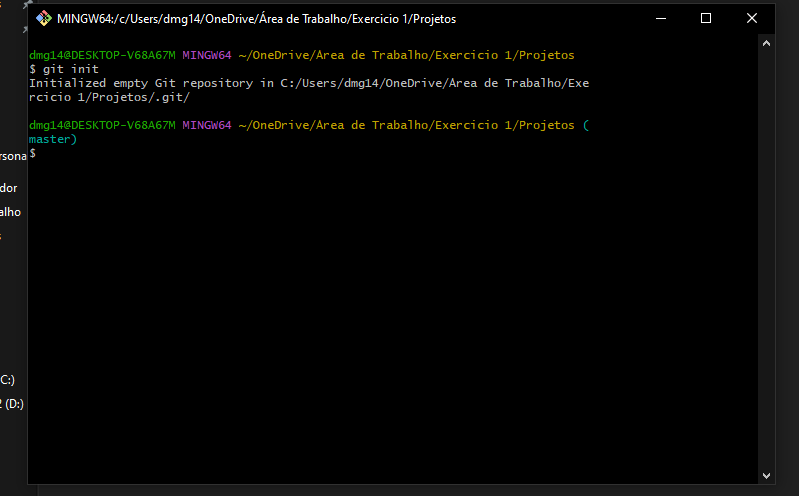 MINGW64:/c/Users/dmg14/OneDrive/Área de Trabalho/Exercicio 1/Projetos
dmg14@DESKTOP-V68A67M MINGW64 ~/OneDrive/Área de Trabalho/Exercicio 1/Projetos
$ git init
Initialized empty Git repository in C:/Users/dmg14/OneDrive/Área de Trabalho/Exe
rcicio 1/Projetos/.git/
dmg14@DESKTOP-V68A67M MINGW64 ~/OneDrive/Área de Trabalho/Exercicio 1/Projetos (
master)
$
rsona
dor
alho
s
C:)
2 (D:)